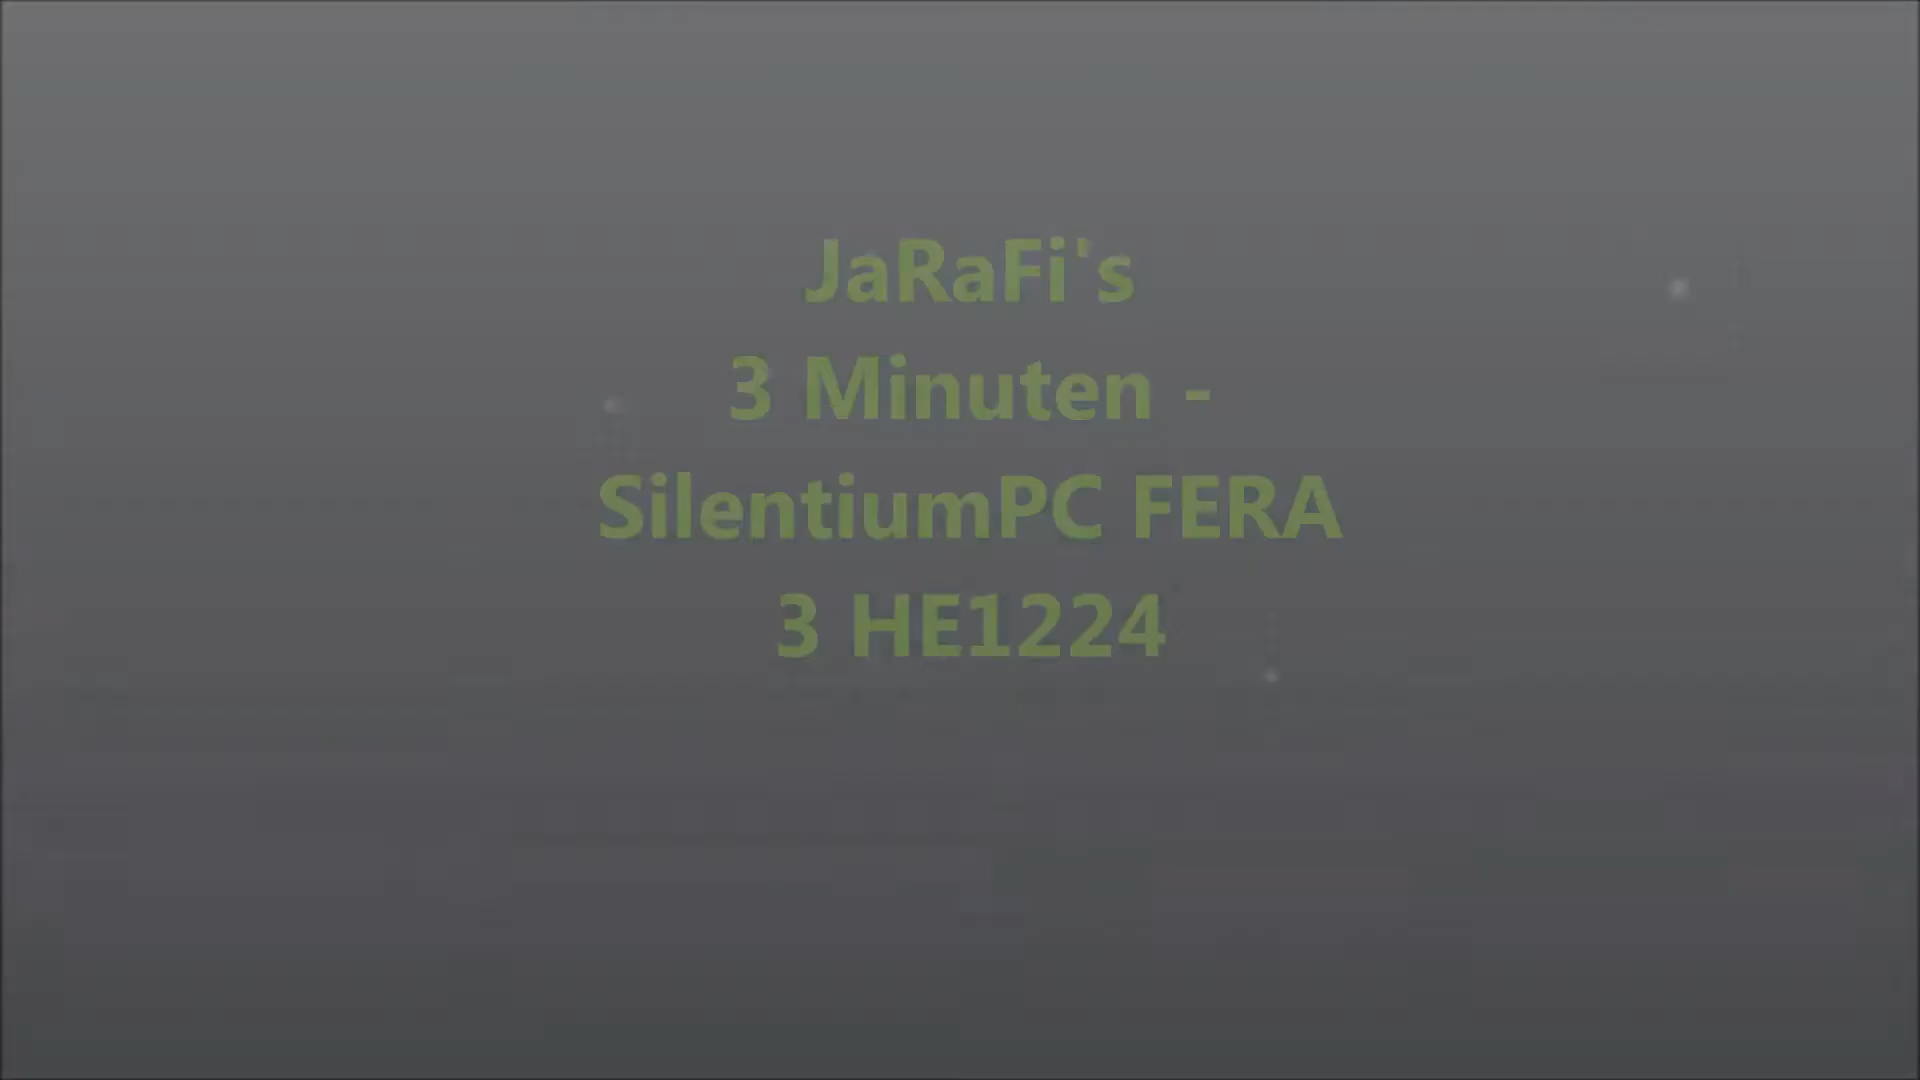 JaRaFi's
3 Minuten -
SilentiumPC FERA
3 HE1224